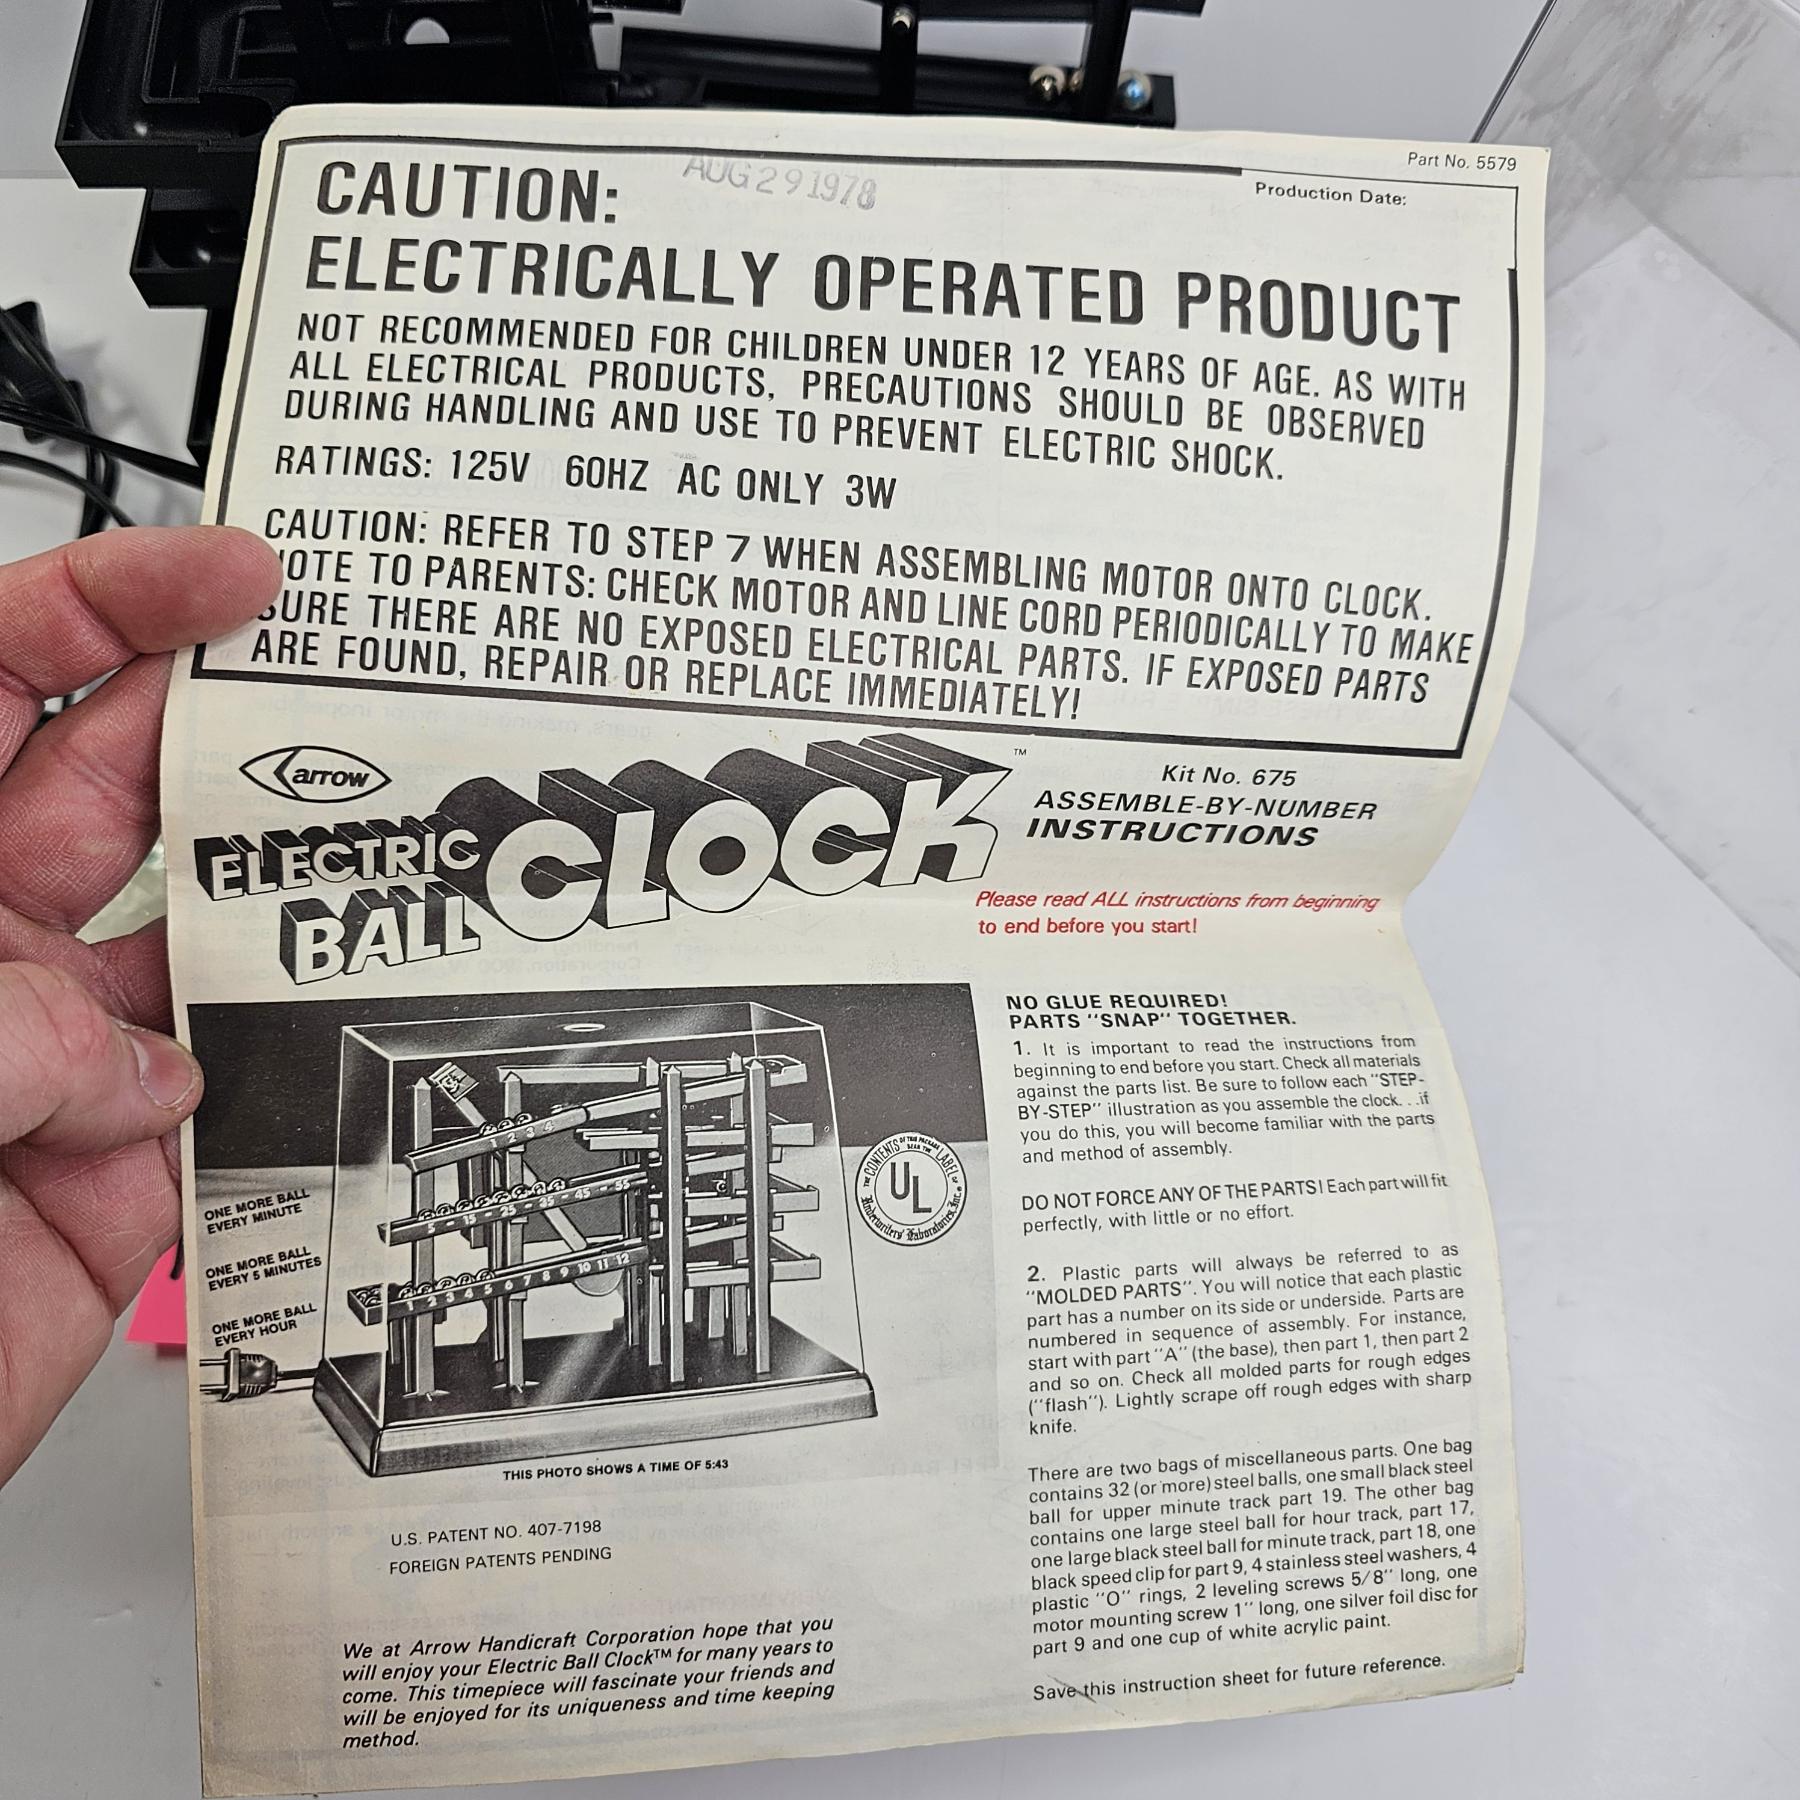 Part No. 5579
AUG 29 1978
Production Date:
CAUTION:
ELECTRICALLY OPERATED PRODUCT
NOT RECOMMENDED FOR CHILDREN UNDER 12 YEARS OF AGE. AS WITH
ALL ELECTRICAL PRODUCTS, PRECAUTIONS SHOULD BE OBSERVED
DURING HANDLING AND USE TO PREVENT ELECTRIC SHOCK.
RATINGS: 125V 60HZ AC ONLY 3W
CAUTION: REFER TO STEP 7 WHEN ASSEMBLING MOTOR ONTO CLOCK.
NOTE TO PARENTS: CHECK MOTOR AND LINE CORD PERIODICALLY TO MAKE
SURE THERE ARE NO EXPOSED ELECTRICAL PARTS. IF EXPOSED PARTS
ARE FOUND, REPAIR OR REPLACE IMMEDIATELY!
arrow
ELECTRIC
BALL
CLOCK™
Kit No. 675
ASSEMBLE-BY-NUMBER
INSTRUCTIONS
Please read ALL instructions from beginning
to end before you start!
1 2 3 4
5 - 15 - 25 - 35 - 45 - 55
1 2 3 4 5 6 7 8 9 10 11 12
ONE MORE BALL
EVERY MINUTE
ONE MORE BALL
EVERY 5 MINUTES
ONE MORE BALL
EVERY HOUR
THE CONTENTS OF THIS PACKAGE BEAR THE LABEL OF
UL
Underwriters' Laboratories, Inc.®
THIS PHOTO SHOWS A TIME OF 5:43
U.S. PATENT NO. 407-7198
FOREIGN PATENTS PENDING
We at Arrow Handicraft Corporation hope that you
will enjoy your Electric Ball Clock™ for many years to
come. This timepiece will fascinate your friends and
will be enjoyed for its uniqueness and time keeping
method.
NO GLUE REQUIRED!
PARTS "SNAP" TOGETHER.
1. It is important to read the instructions from
beginning to end before you start. Check all materials
against the parts list. Be sure to follow each "STEP-
BY-STEP" illustration as you assemble the clock. . .if
you do this, you will become familiar with the parts
and method of assembly.
DO NOT FORCE ANY OF THE PARTS! Each part will fit
perfectly, with little or no effort.
2. Plastic parts will always be referred to as
"MOLDED PARTS". You will notice that each plastic
part has a number on its side or underside. Parts are
numbered in sequence of assembly. For instance,
start with part "A" (the base), then part 1, then part 2
and so on. Check all molded parts for rough edges
("flash"). Lightly scrape off rough edges with sharp
knife.
There are two bags of miscellaneous parts. One bag
contains 32 (or more) steel balls, one small black steel
ball for upper minute track part 19. The other bag
contains one large steel ball for hour track, part 17,
one large black steel ball for minute track, part 18, one
black speed clip for part 9, 4 stainless steel washers, 4
plastic "O" rings, 2 leveling screws 5/8" long, one
motor mounting screw 1" long, one silver foil disc for
part 9 and one cup of white acrylic paint.
Save this instruction sheet for future reference.